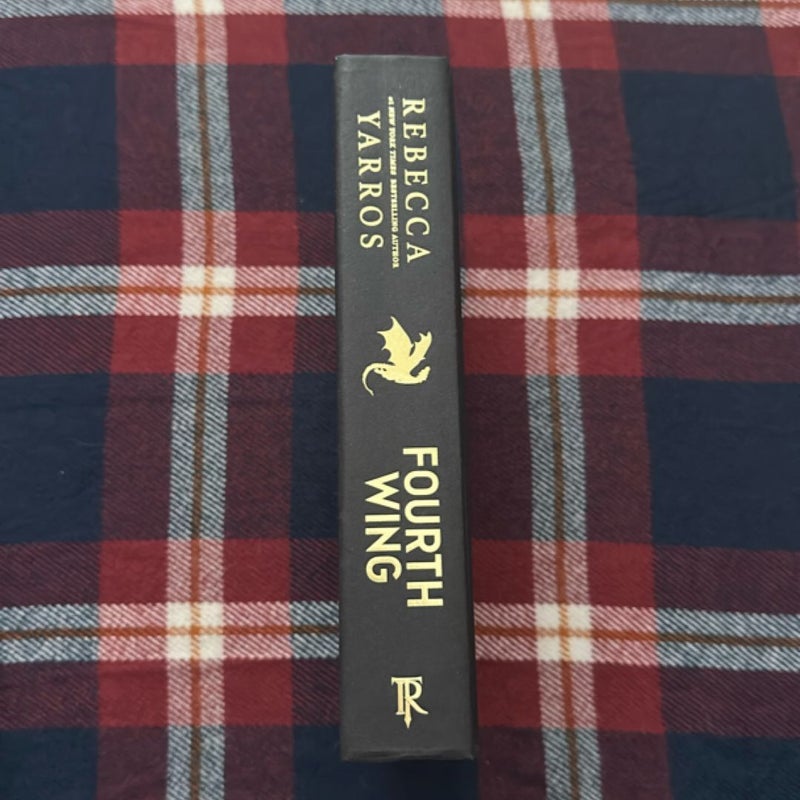 REBECCA
#1 NEW YORK TIMES BESTSELLING AUTHOR
YARROS
FOURTH
WING